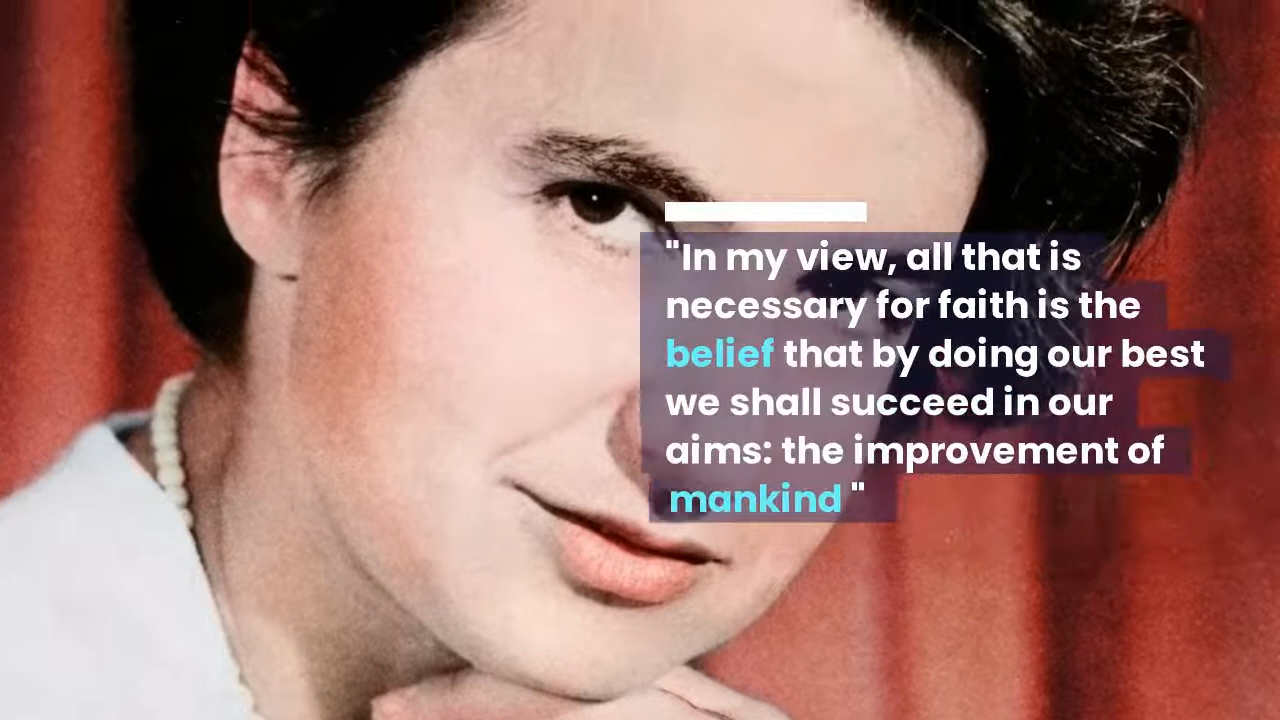 "In my view, all that is
necessary for faith is the
belief that by doing our best
we shall succeed in our
aims: the improvement of
mankind "